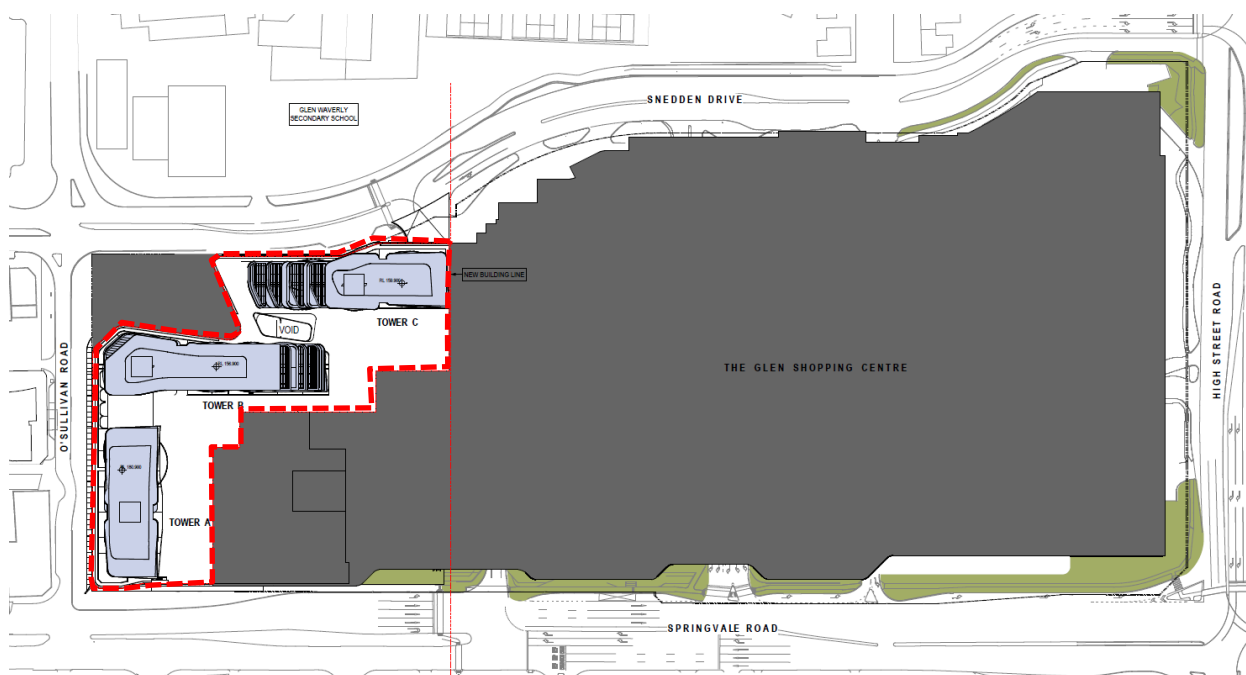 SNEDDEN DRIVE
GLEN WAVERLY
SECONDARY SCHOOL
NEW BUILDING LINE
TOWER C
VOID
TOWER B
TOWER A
O'SULLIVAN ROAD
THE GLEN SHOPPING CENTRE
HIGH STREET ROAD
SPRINGVALE ROAD